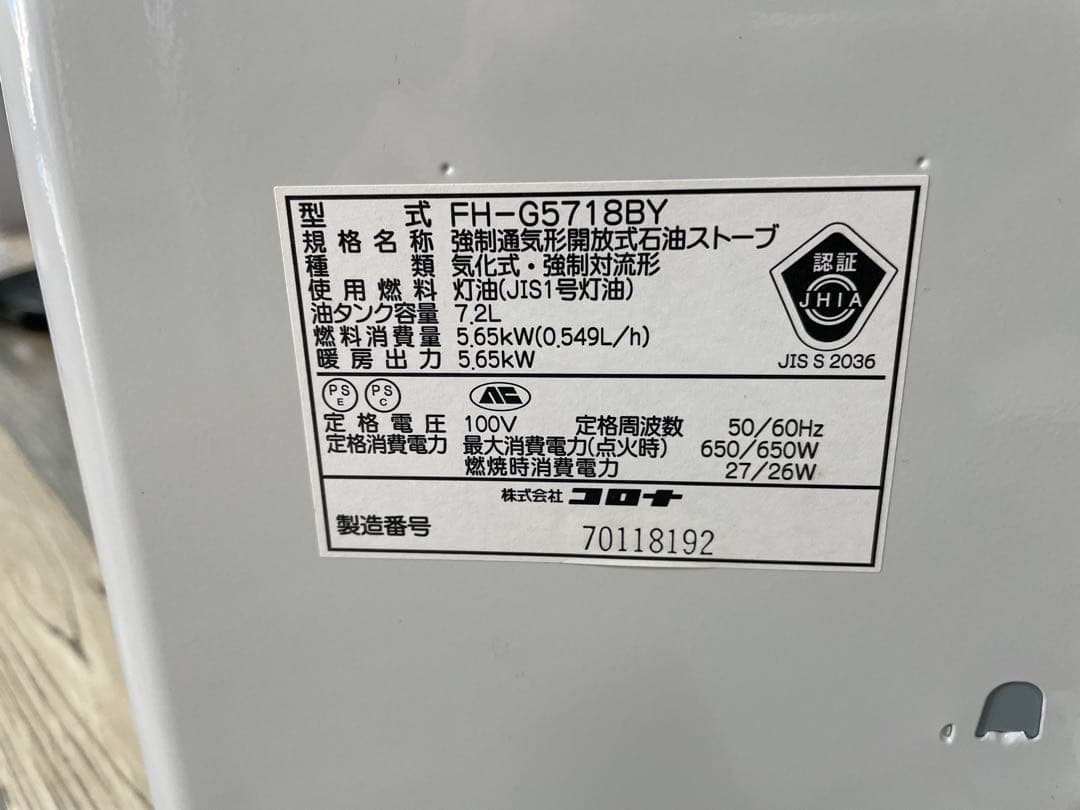 型式 FH-G5718BY
規格名称 強制通気形開放式石油ストーブ
種類 気化式・強制対流形
使用燃料 灯油(JIS1号灯油)
油タンク容量 7.2L
燃料消費量 5.65kW(0.549L/h)
暖房出力 5.65kW
認証
JHIA
JIS S 2036
PS E PS C
定格電圧 100V 定格周波数 50/60Hz
定格消費電力 最大消費電力(点火時) 650/650W
燃焼時消費電力 27/26W
株式会社 コロナ
製造番号 70118192